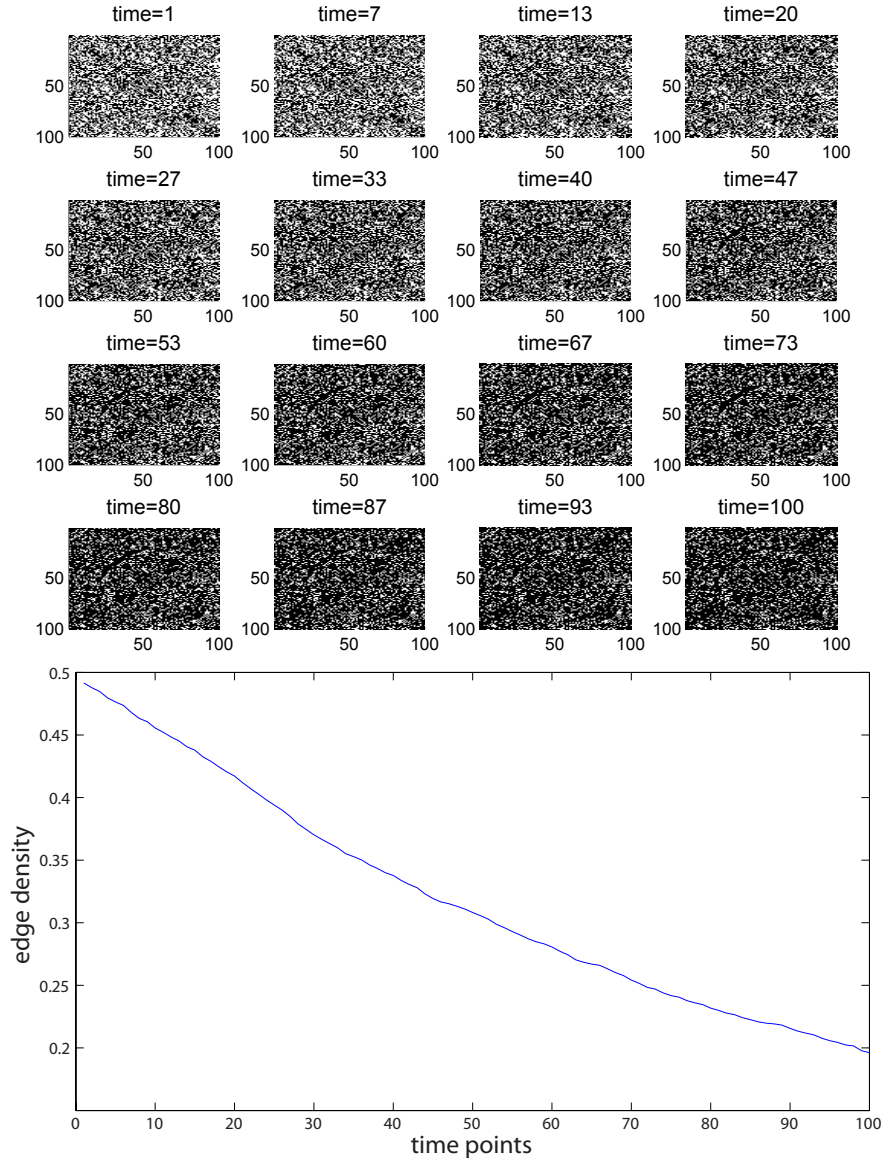 time=1 time=7 time=13 time=20
50 50 50 50
100 100 100 100
50 100 50 100 50 100 50 100
time=27 time=33 time=40 time=47
50 50 50 50
100 100 100 100
50 100 50 100 50 100 50 100
time=53 time=60 time=67 time=73
50 50 50 50
100 100 100 100
50 100 50 100 50 100 50 100
time=80 time=87 time=93 time=100
50 50 50 50
100 100 100 100
50 100 50 100 50 100 50 100
0.5
0.45
0.4
0.35
0.3
0.25
0.2
edge density
0 10 20 30 40 50 60 70 80 90 100
time points